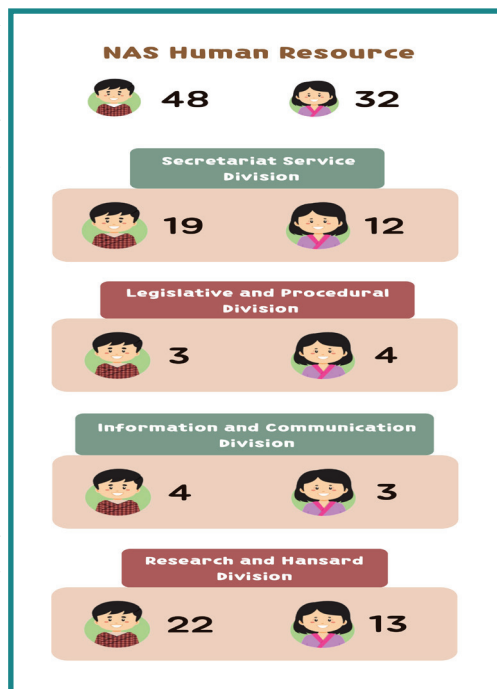 NAS Human Resource
48 32
Secretariat Service
Division
19 12
Legislative and Procedural
Division
3 4
Information and Communication
Division
4 3
Research and Hansard
Division
22 13